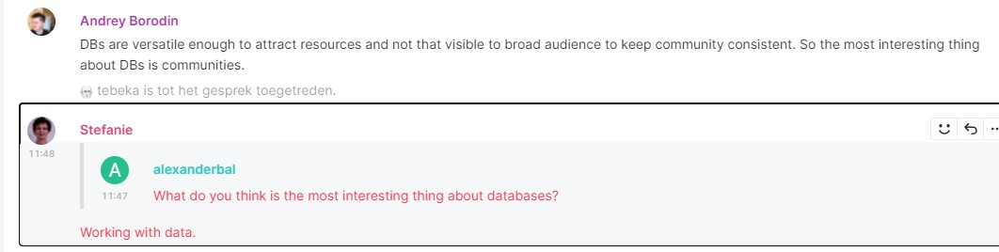 Andrey Borodin
DBs are versatile enough to attract resources and not that visible to broad audience to keep community consistent. So the most interesting thing
about DBs is communities.
tebeka is tot het gesprek toegetreden.
Stefanie
11:48
A
alexanderbal
11:47
What do you think is the most interesting thing about databases?
Working with data.